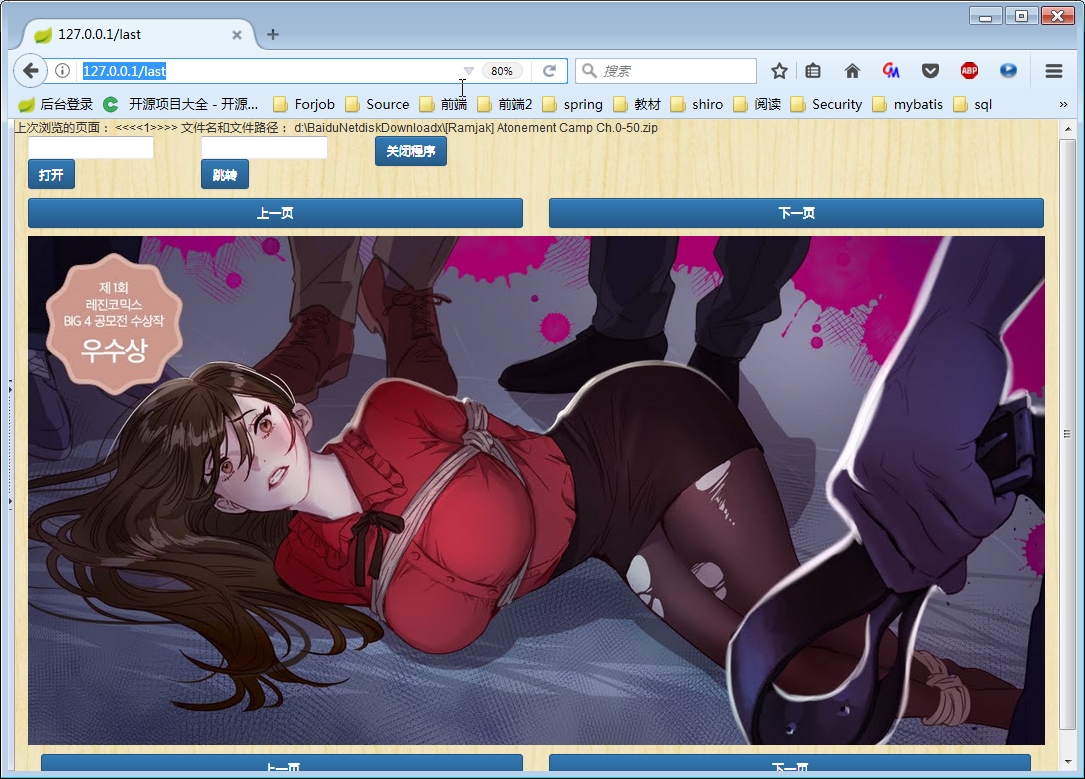 127.0.0.1/last
127.0.0.1/last
80%
搜索
ABP
后台登录
开源项目大全 - 开源...
Forjob
Source
前端
前端2
spring
教材
shiro
阅读
Security
mybatis
sql
»
上次浏览的页面： <<<<1>>>> 文件名和文件路径： d:\BaiduNetdiskDownloadx\[Ramjak] Atonement Camp Ch.0-50.zip
关闭程序
打开
跳转
上一页
下一页
제 1회
레진코믹스
BIG 4 공모전 수상작
우수상
上一页
下一页